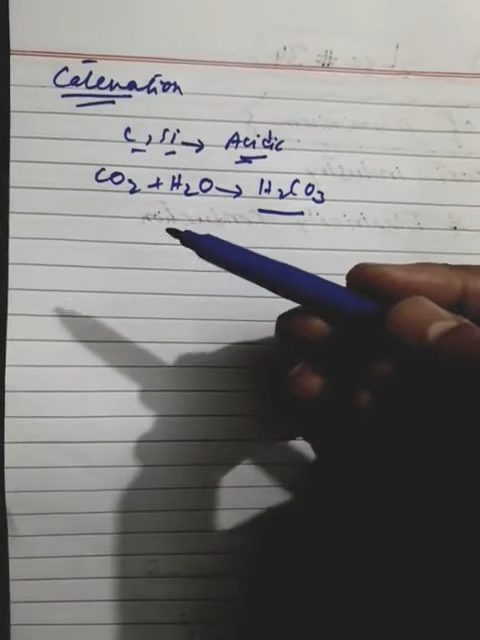 Catenation
C, Si → Acidic
CO₂ + H₂O → H₂CO₃